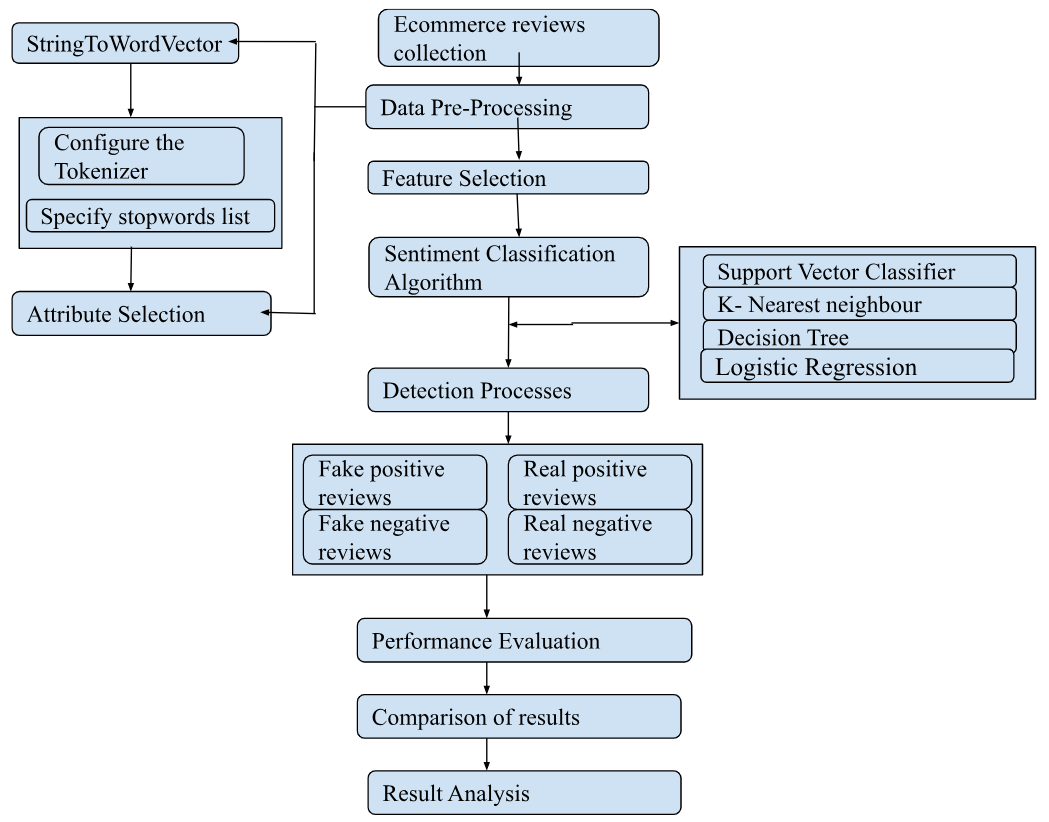 Ecommerce reviews
collection
StringToWordVector
Data Pre-Processing
Configure the
Tokenizer
Feature Selection
Specify stopwords list
Sentiment Classification
Algorithm
Support Vector Classifier
K- Nearest neighbour
Decision Tree
Logistic Regression
Attribute Selection
Detection Processes
Fake positive
reviews
Real positive
reviews
Fake negative
reviews
Real negative
reviews
Performance Evaluation
Comparison of results
Result Analysis